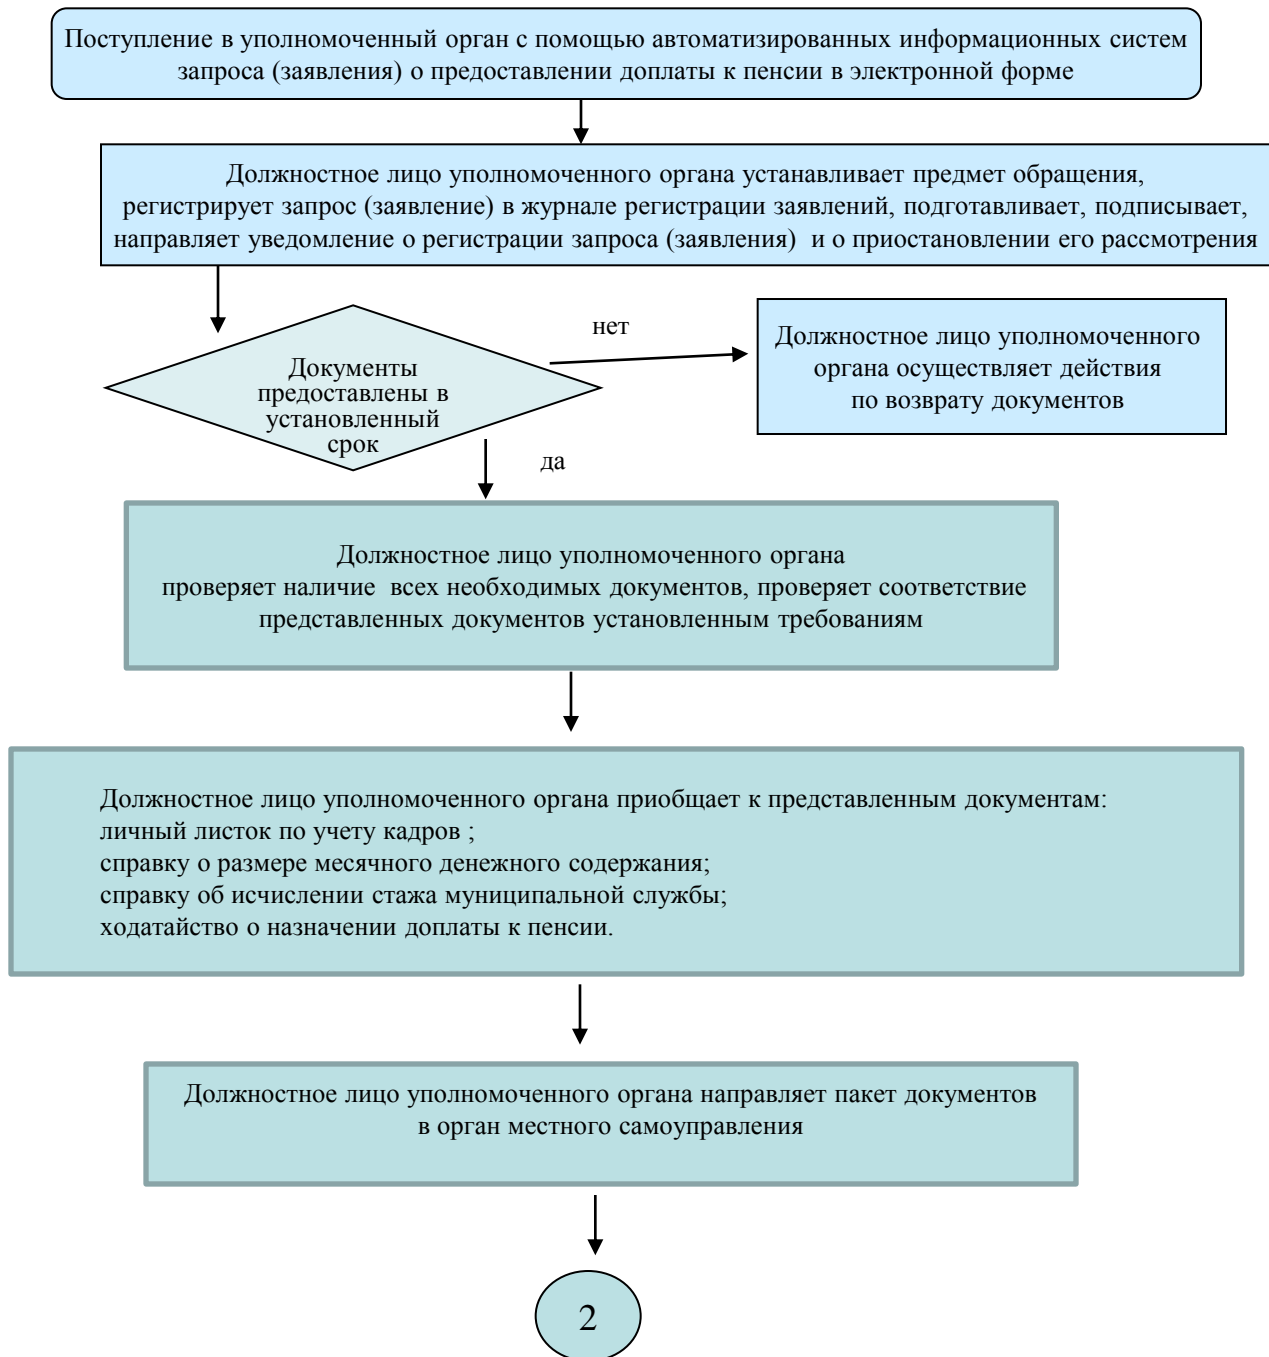 Поступление в уполномоченный орган с помощью автоматизированных информационных систем
запроса (заявления) о предоставлении доплаты к пенсии в электронной форме
Должностное лицо уполномоченного органа устанавливает предмет обращения,
регистрирует запрос (заявление) в журнале регистрации заявлений, подготавливает, подписывает,
направляет уведомление о регистрации запроса (заявления) и о приостановлении его рассмотрения
Документы
предоставлены в
установленный
срок
нет
Должностное лицо уполномоченного
органа осуществляет действия
по возврату документов
да
Должностное лицо уполномоченного органа
проверяет наличие всех необходимых документов, проверяет соответствие
представленных документов установленным требованиям
Должностное лицо уполномоченного органа приобщает к представленным документам:
личный листок по учету кадров ;
справку о размере месячного денежного содержания;
справку об исчислении стажа муниципальной службы;
ходатайство о назначении доплаты к пенсии.
Должностное лицо уполномоченного органа направляет пакет документов
в орган местного самоуправления
2